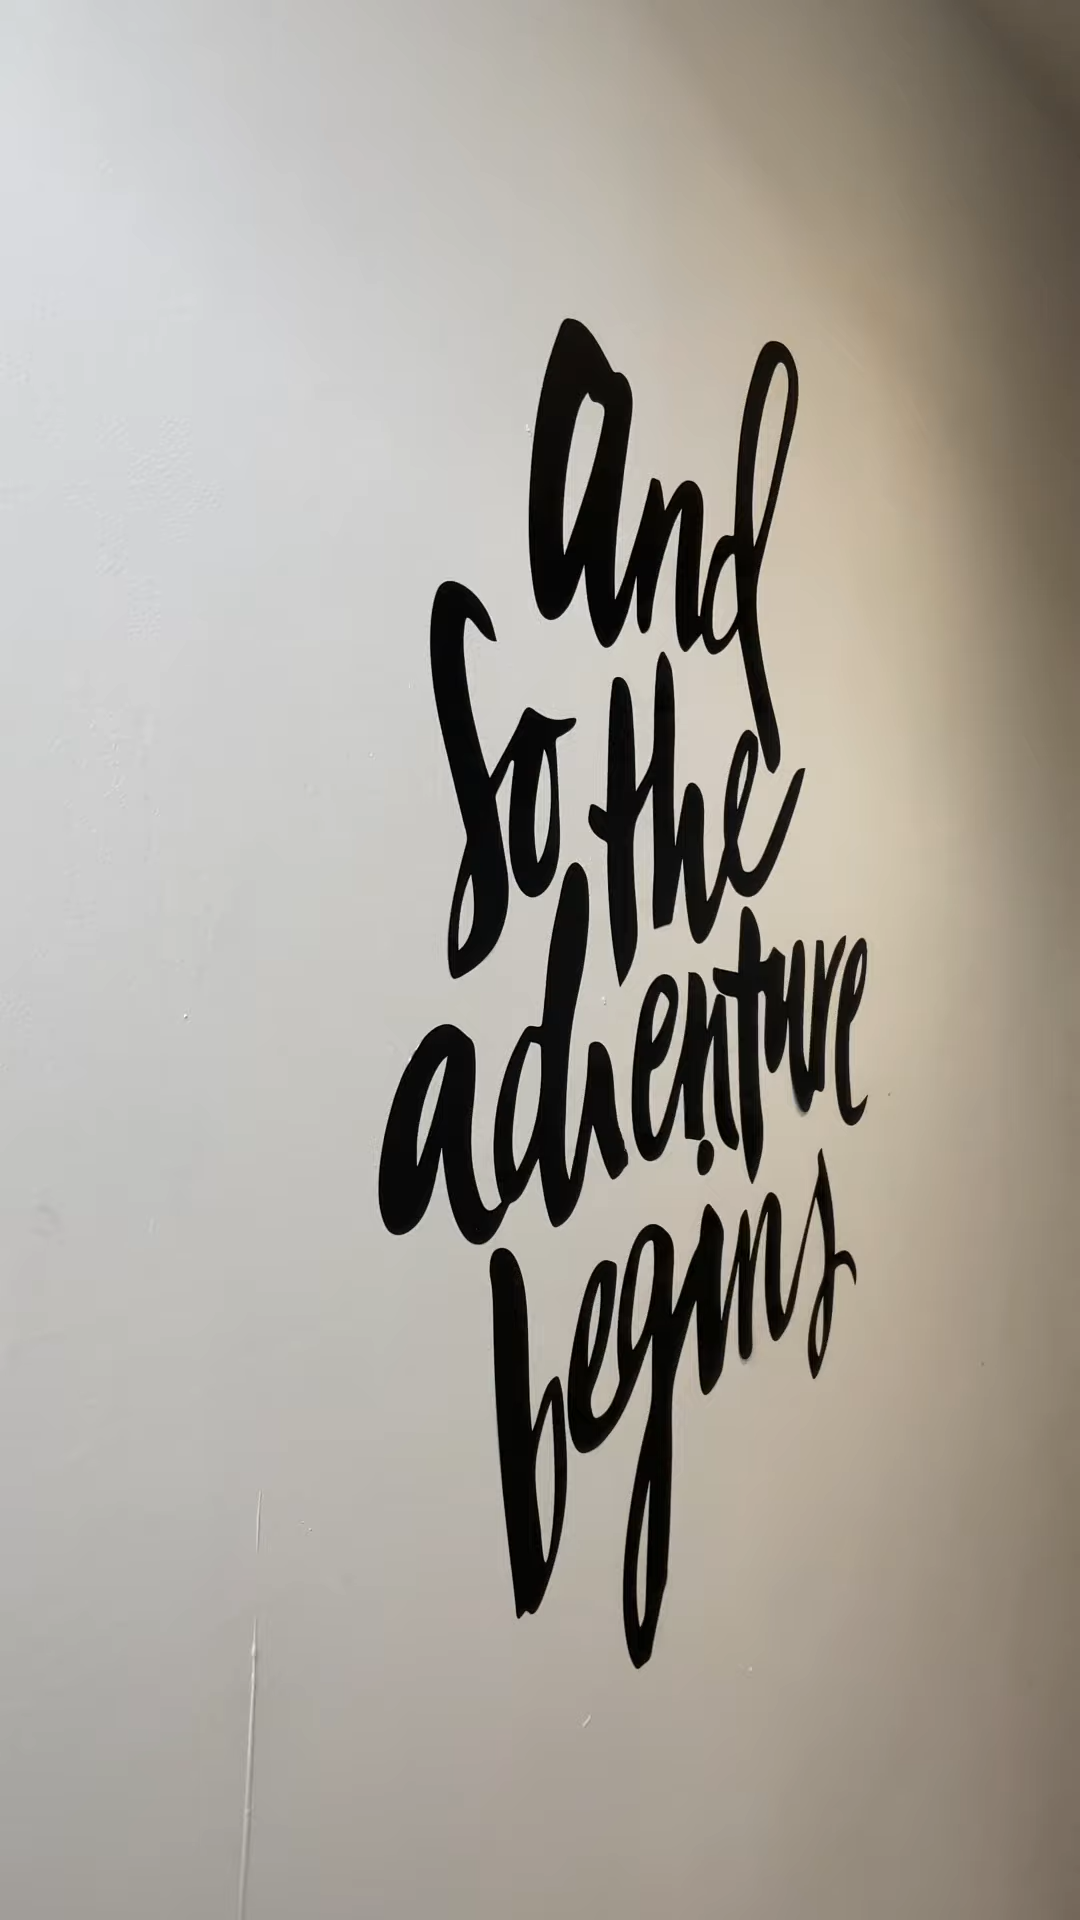 and
so the
adventure
begins